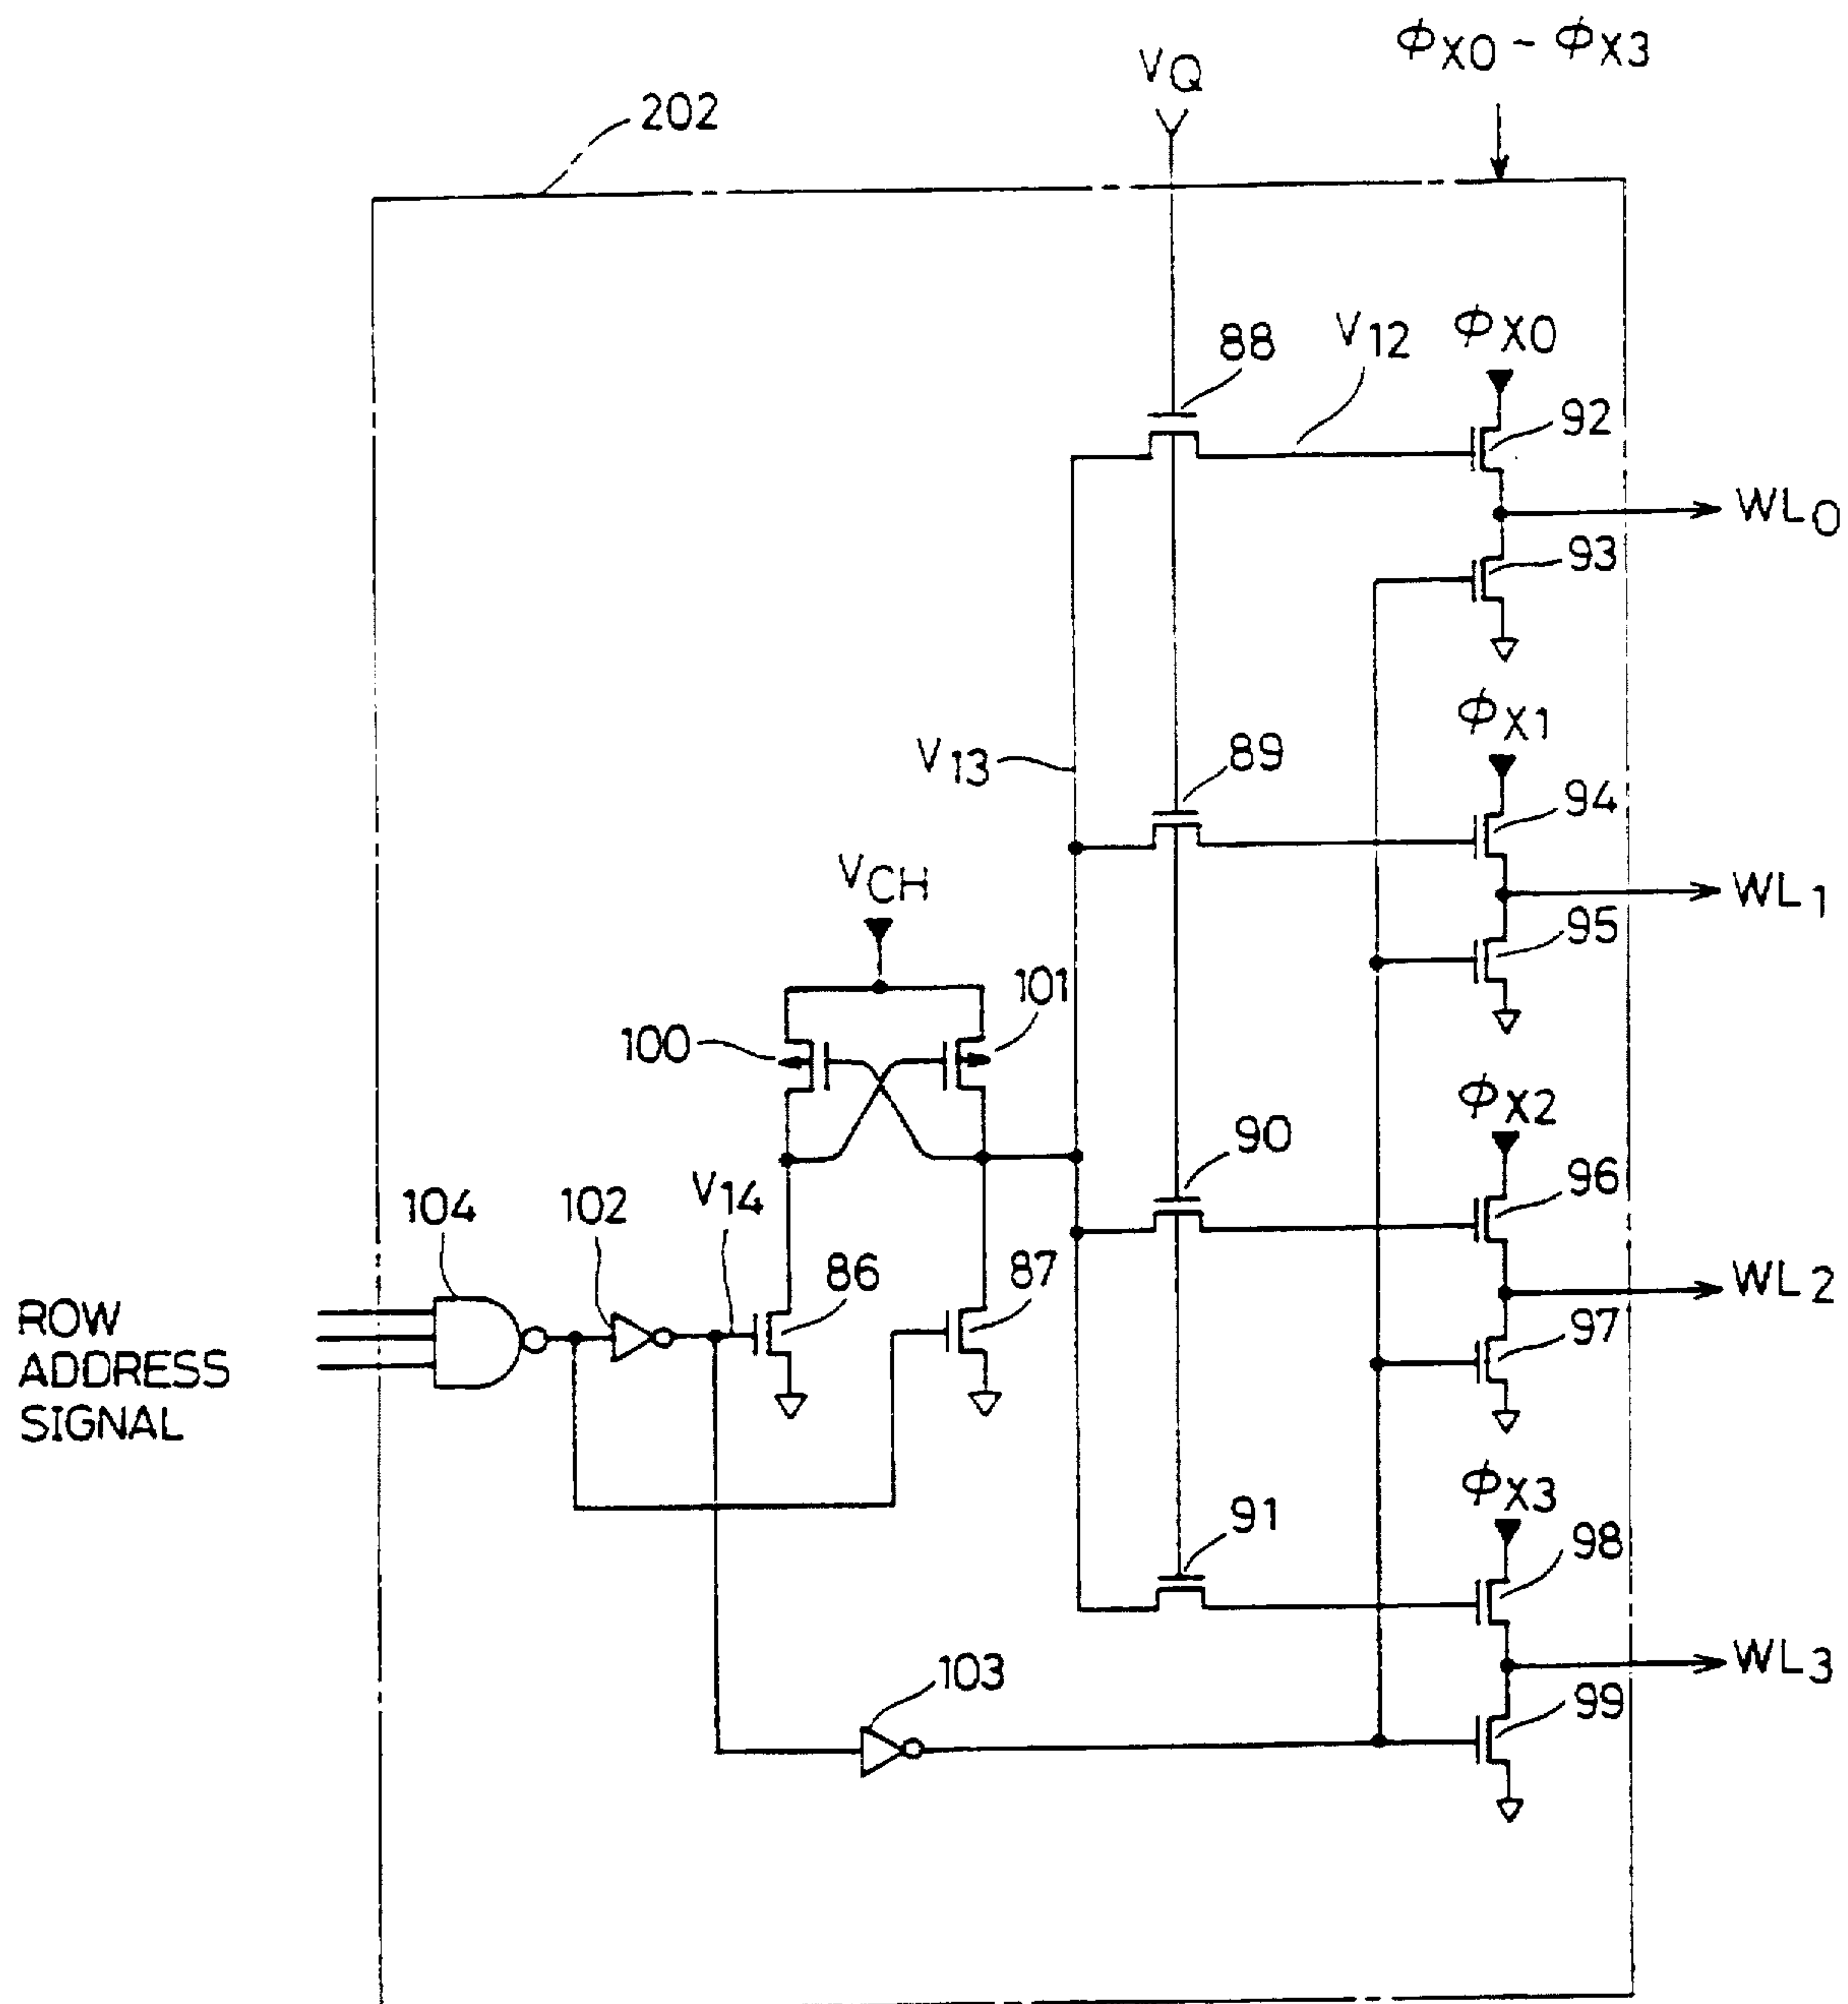 ΦX0 - ΦX3
VQ
202
ΦX0
88
V12
92
WL0
93
ΦX1
V13
89
94
VCH
WL1
95
101
100
ΦX2
90
96
104
102
V14
86
87
WL2
97
ROW
ADDRESS
SIGNAL
ΦX3
91
98
103
WL3
99